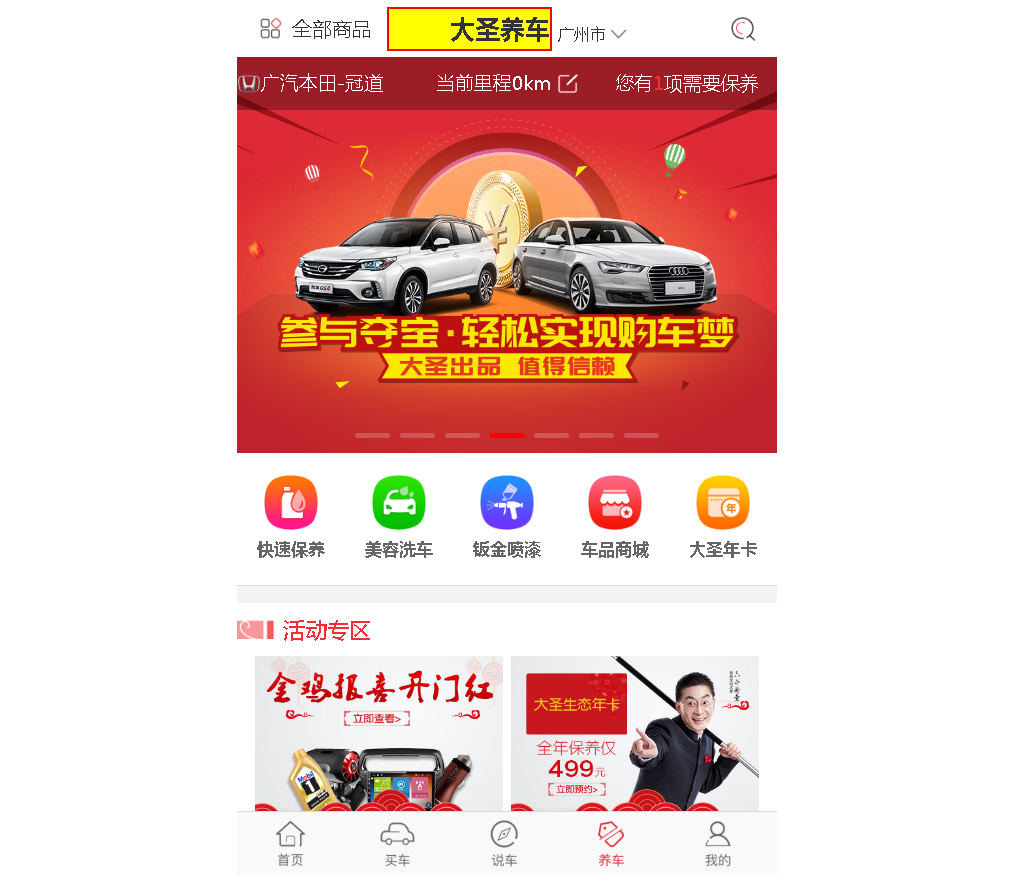 全部商品 大圣养车 广州市
广汽本田-冠道 当前里程0km 您有1项需要保养
参与夺宝·轻松实现购车梦
大圣出品 值得信赖
快速保养 美容洗车 钣金喷漆 车品商城 大圣年卡
年
活动专区
金鸡报喜开门红
立即查看>
Mobil
1
大圣生态年卡
全年保养仅
499元
立即预约>
首页 买车 说车 养车 我的